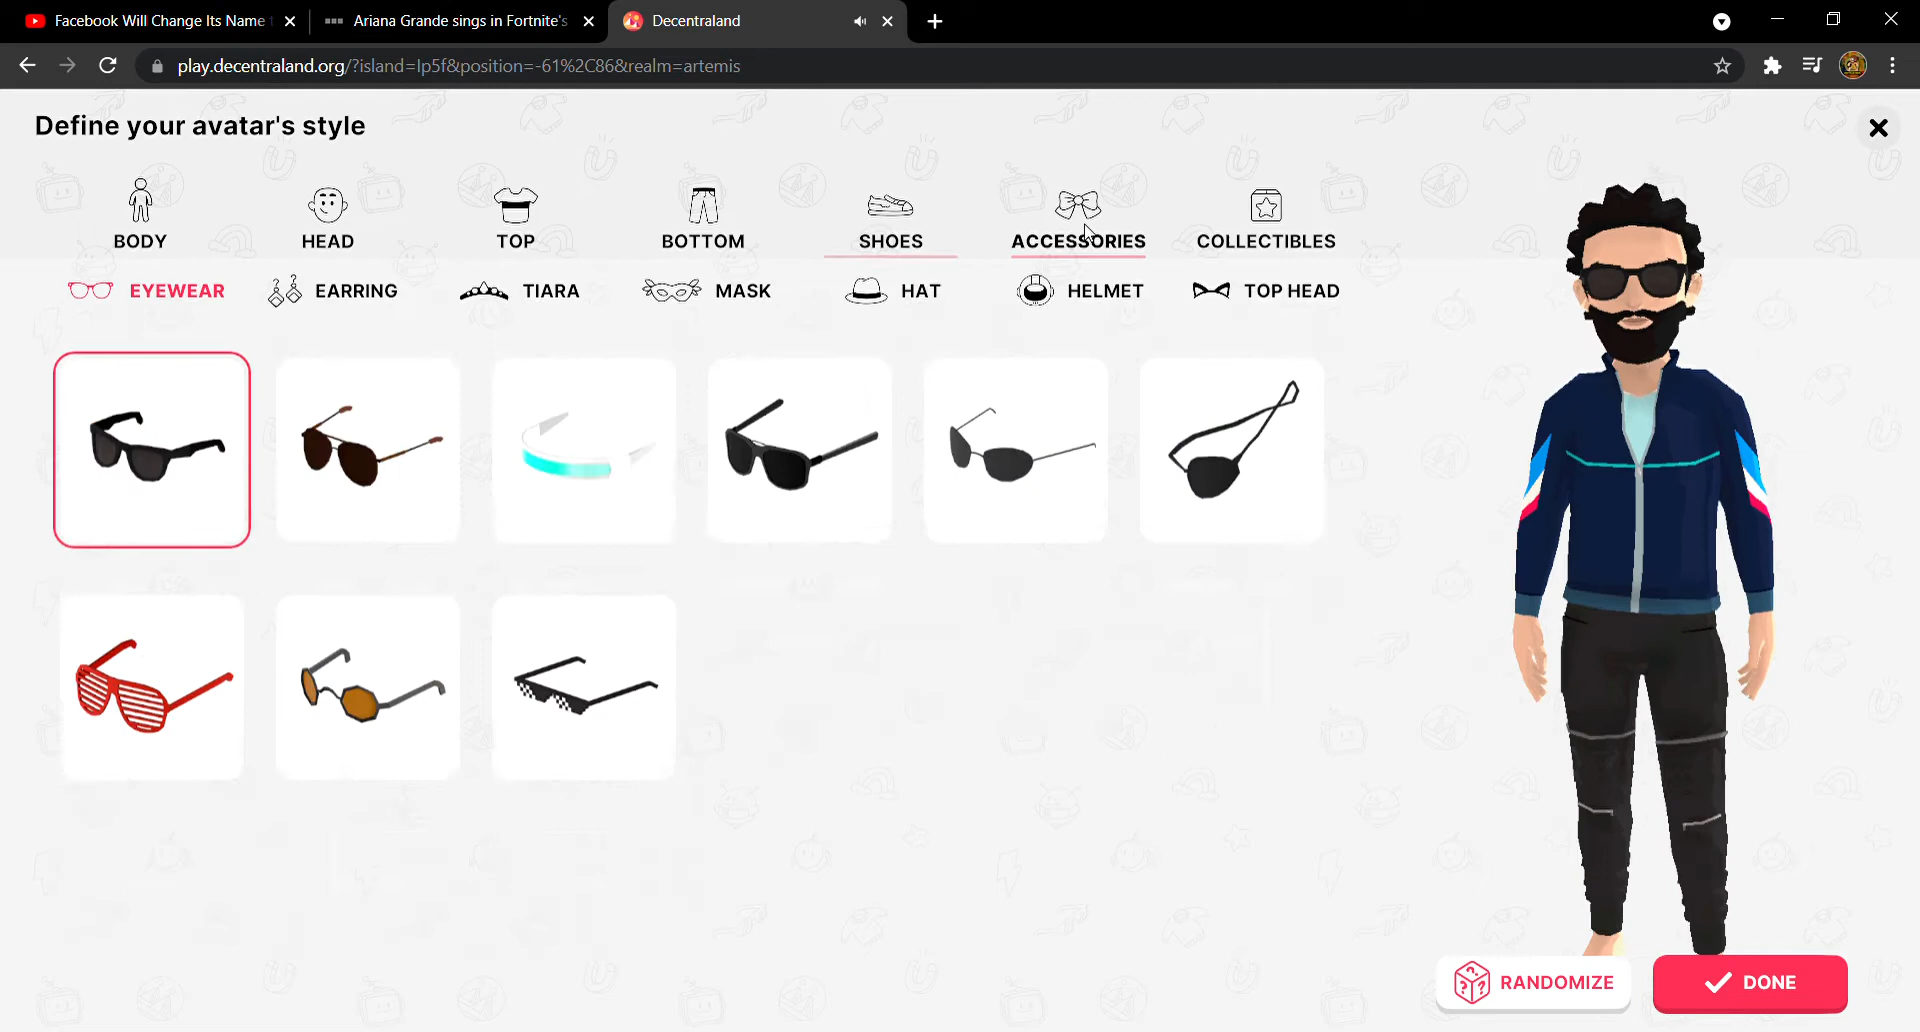 Facebook Will Change Its Name
Ariana Grande sings in Fortnite's
Decentraland
play.decentraland.org/?island=Ip5f&position=-61%2C86&realm=artemis
Define your avatar's style
BODY
HEAD
TOP
BOTTOM
SHOES
ACCESSORIES
COLLECTIBLES
EYEWEAR
EARRING
TIARA
MASK
HAT
HELMET
TOP HEAD
RANDOMIZE
DONE